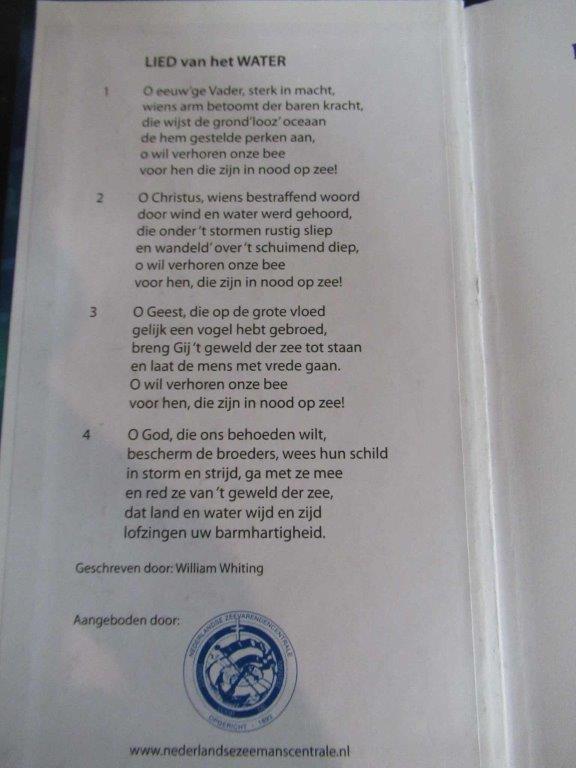 LIED van het WATER
1 O eeuw'ge Vader, sterk in macht,
wiens arm betoomt der baren kracht,
die wijst de grond'looz' oceaan
de hem gestelde perken aan,
o wil verhoren onze bee
voor hen die zijn in nood op zee!
2 O Christus, wiens bestraffend woord
door wind en water werd gehoord,
die onder 't stormen rustig sliep
en wandeld' over 't schuimend diep,
o wil verhoren onze bee
voor hen, die zijn in nood op zee!
3 O Geest, die op de grote vloed
gelijk een vogel hebt gebroed,
breng Gij 't geweld der zee tot staan
en laat de mens met vrede gaan.
O wil verhoren onze bee
voor hen, die zijn in nood op zee!
4 O God, die ons behoeden wilt,
bescherm de broeders, wees hun schild
in storm en strijd, ga met ze mee
en red ze van 't geweld der zee,
dat land en water wijd en zijd
lofzingen uw barmhartigheid.
Geschreven door: William Whiting
Aangeboden door:
NEDERLANDSE ZEEVARENDENCENTRALE
OPGERICHT - 1892
www.nederlandsezeemanscentrale.nl